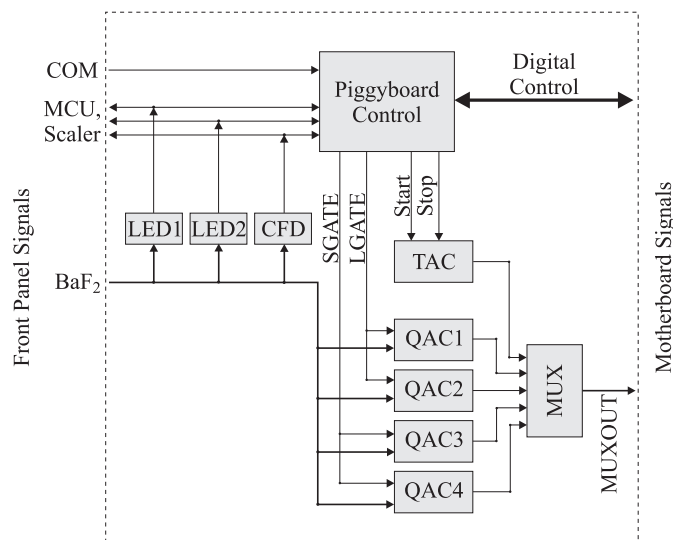 COM
MCU,
Scaler
Piggyboard
Control
Digital
Control
SGATE
LGATE
Start
Stop
LED1
LED2
CFD
TAC
BaF₂
QAC1
QAC2
QAC3
QAC4
MUX
MUXOUT
Front Panel Signals
Motherboard Signals